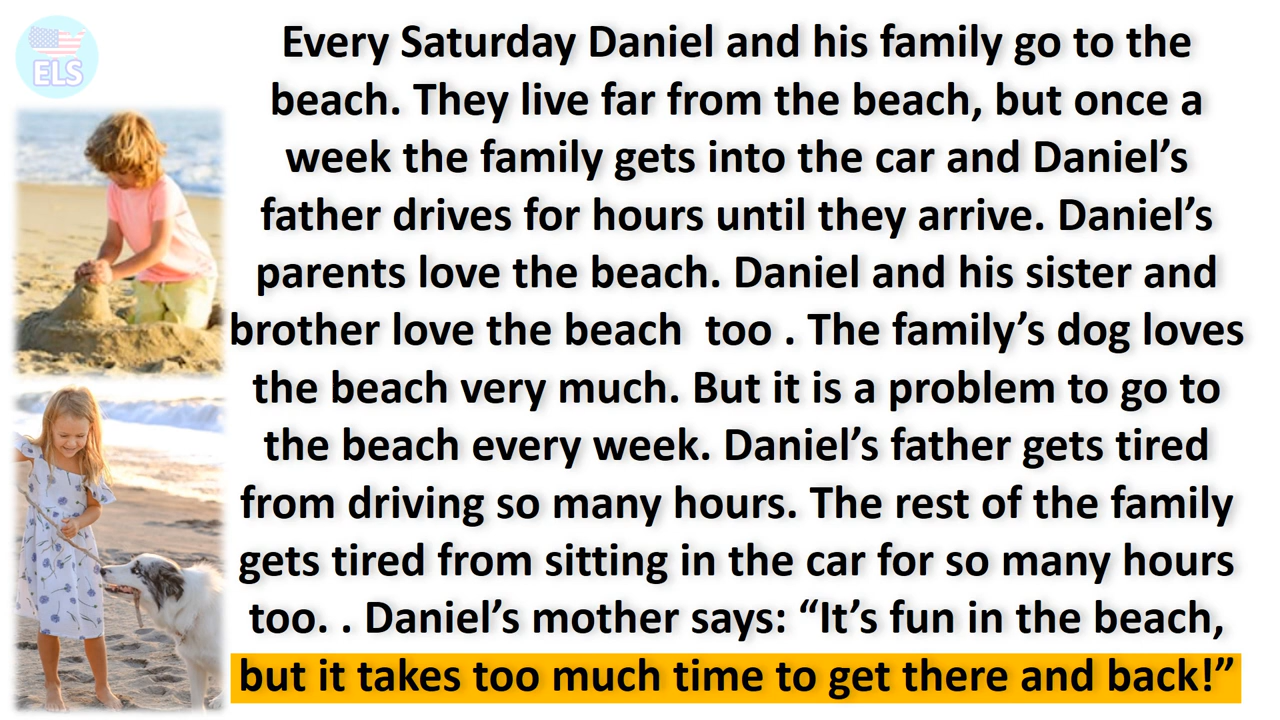 ELS
Every Saturday Daniel and his family go to the
beach. They live far from the beach, but once a
week the family gets into the car and Daniel’s
father drives for hours until they arrive. Daniel’s
parents love the beach. Daniel and his sister and
brother love the beach  too . The family’s dog loves
the beach very much. But it is a problem to go to
the beach every week. Daniel’s father gets tired
from driving so many hours. The rest of the family
gets tired from sitting in the car for so many hours
too. . Daniel’s mother says: “It’s fun in the beach,
but it takes too much time to get there and back!”